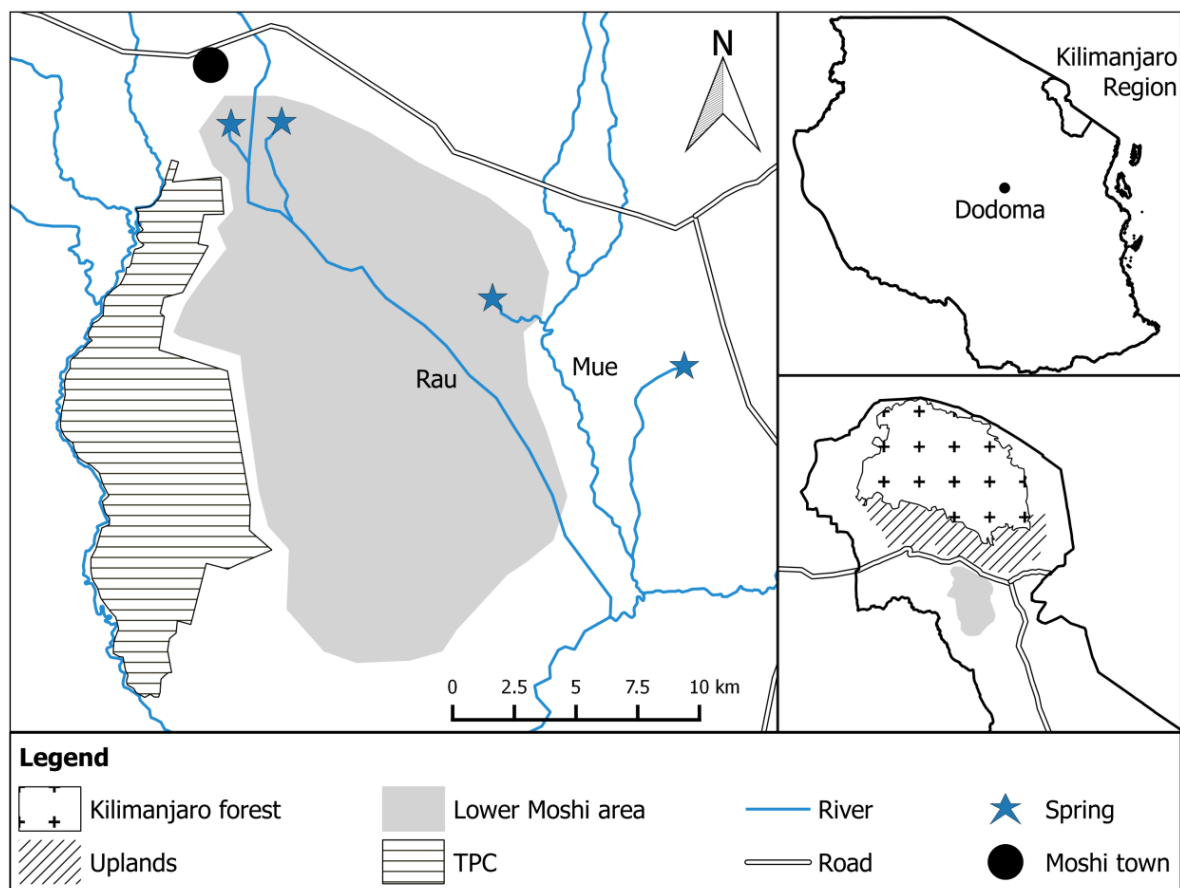 N
Rau
Mue
0 2.5 5 7.5 10 km
Kilimanjaro
Region
Dodoma
Legend
Kilimanjaro forest
Lower Moshi area
River
Spring
Uplands
TPC
Road
Moshi town